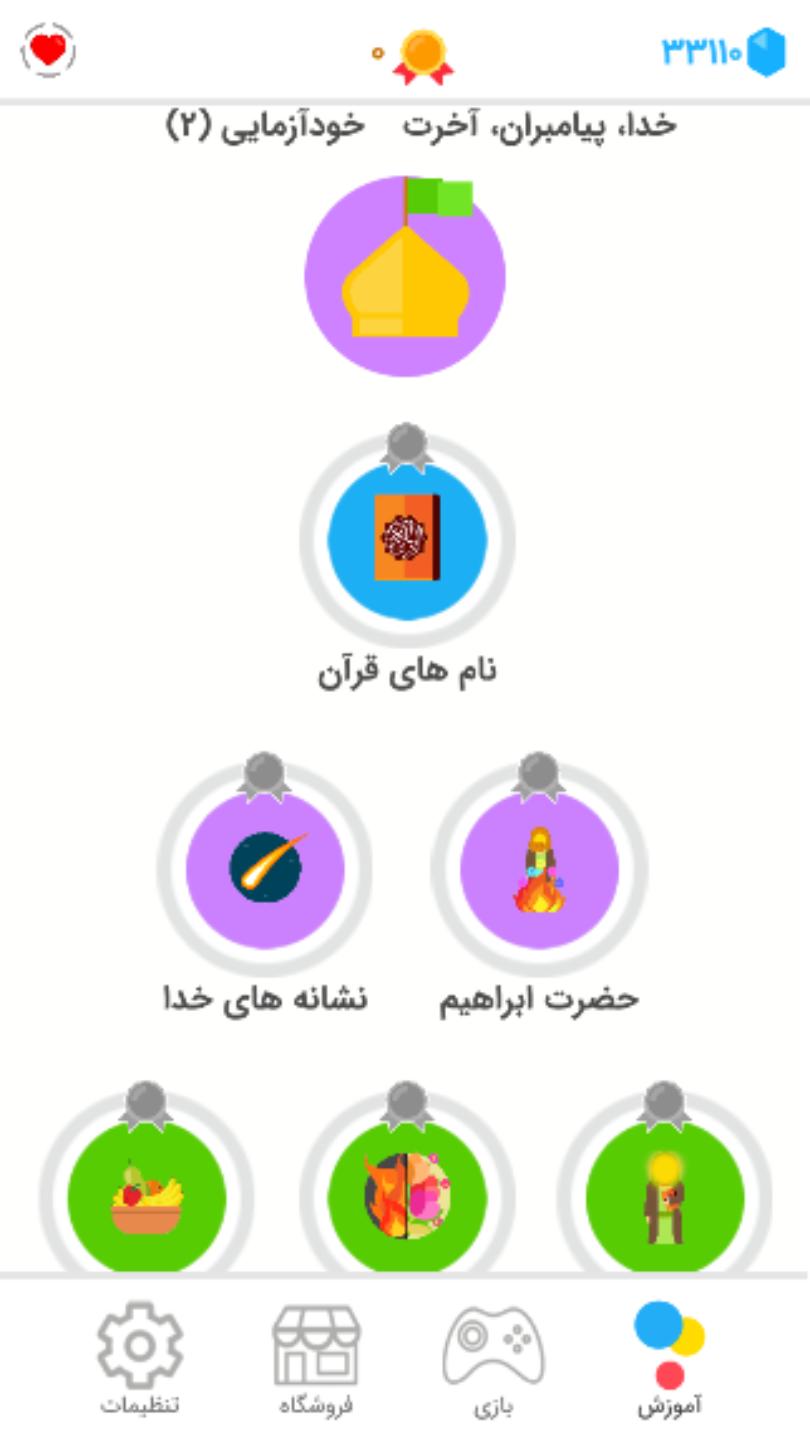 ۳۳۱۱۰
۰
خدا، پیامبران، آخرت خودآزمایی (۲)
نام های قرآن
حضرت ابراهیم
نشانه های خدا
آموزش
بازی
فروشگاه
تنظیمات